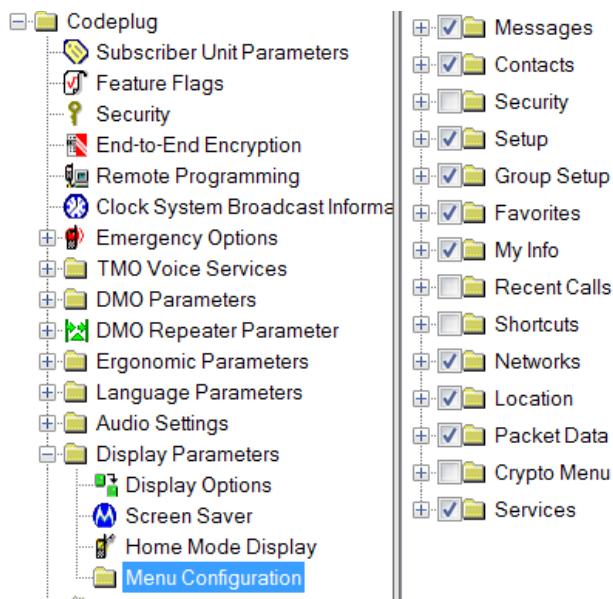 Codeplug
Subscriber Unit Parameters
Feature Flags
Security
End-to-End Encryption
Remote Programming
Clock System Broadcast Informa
Emergency Options
TMO Voice Services
DMO Parameters
DMO Repeater Parameter
Ergonomic Parameters
Language Parameters
Audio Settings
Display Parameters
Display Options
Screen Saver
Home Mode Display
Menu Configuration
Messages
Contacts
Security
Setup
Group Setup
Favorites
My Info
Recent Calls
Shortcuts
Networks
Location
Packet Data
Crypto Menu
Services